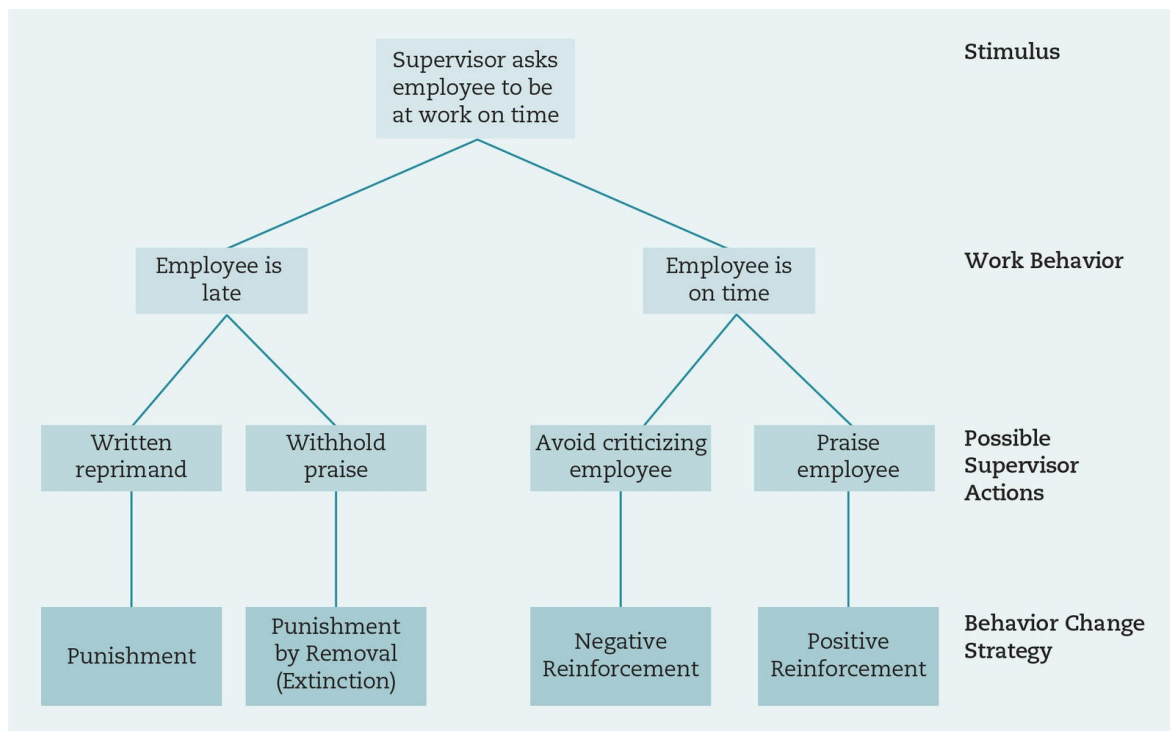 Supervisor asks
employee to be
at work on time
Stimulus
Employee is
late
Employee is
on time
Work Behavior
Written
reprimand
Withhold
praise
Avoid criticizing
employee
Praise
employee
Possible
Supervisor
Actions
Punishment
Punishment
by Removal
(Extinction)
Negative
Reinforcement
Positive
Reinforcement
Behavior Change
Strategy